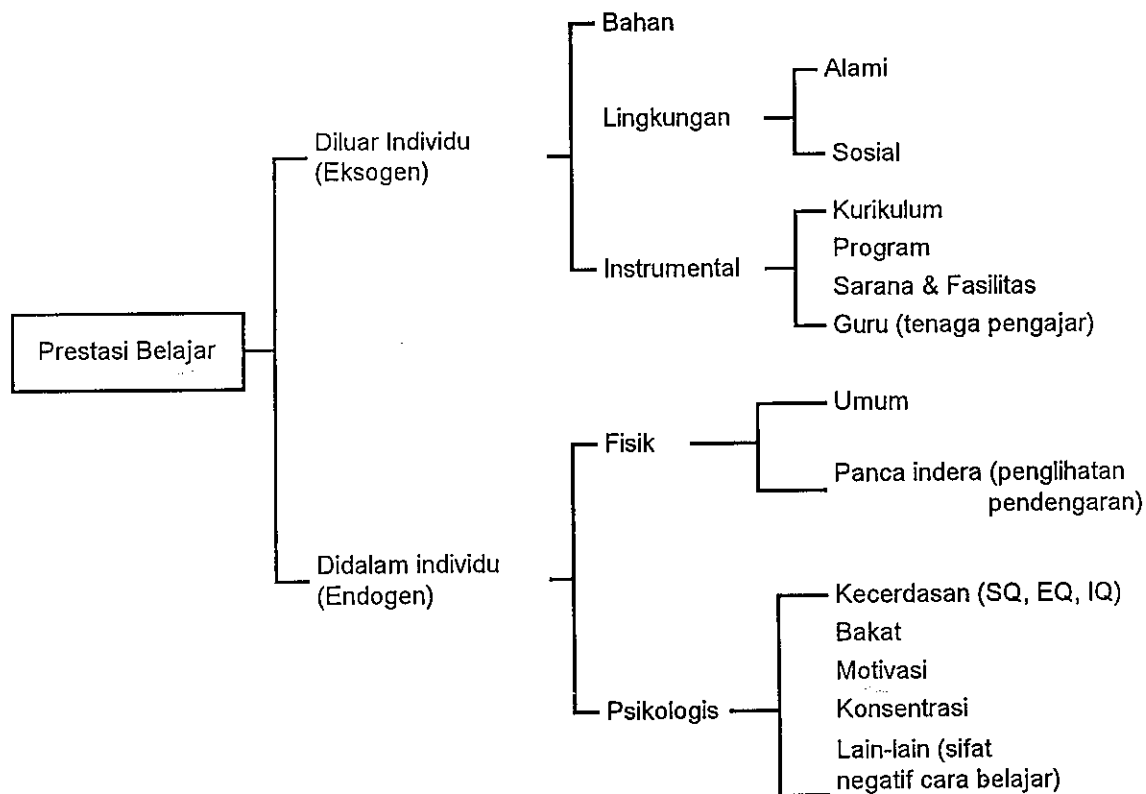 Prestasi Belajar
Diluar Individu
(Eksogen)
Bahan
Lingkungan
Alami
Sosial
Instrumental
Kurikulum
Program
Sarana & Fasilitas
Guru (tenaga pengajar)
Didalam individu
(Endogen)
Fisik
Umum
Panca indera (penglihatan
pendengaran)
Psikologis
Kecerdasan (SQ, EQ, IQ)
Bakat
Motivasi
Konsentrasi
Lain-lain (sifat
negatif cara belajar)